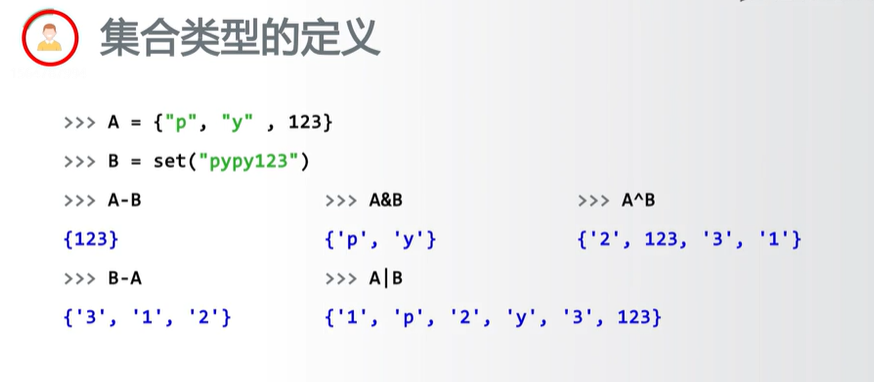 集合类型的定义
>>> A = {"p", "y" , 123}
>>> B = set("pypy123")
>>> A-B
{123}
>>> B-A
{'3', '1', '2'}
>>> A&B
{'p', 'y'}
>>> A|B
{'1', 'p', '2', 'y', '3', 123}
>>> A^B
{'2', 123, '3', '1'}